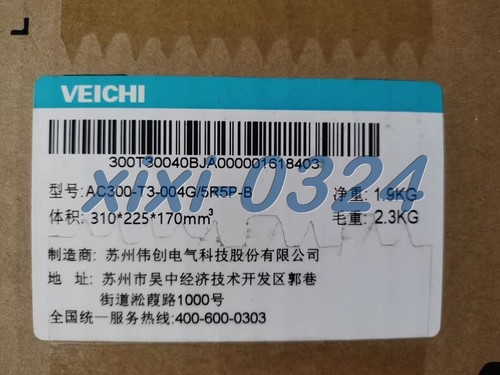 VEICHI
300T30040BJA000001618403
型号:AC300-T3-004G/5R5P-B 净重: 1.9KG
体积: 310*225*170mm³ 毛重: 2.3KG
xixi-0324
制造商: 苏州伟创电气科技股份有限公司
地 址: 苏州市吴中经济技术开发区郭巷
街道淞葭路1000号
全国统一服务热线:400-600-0303